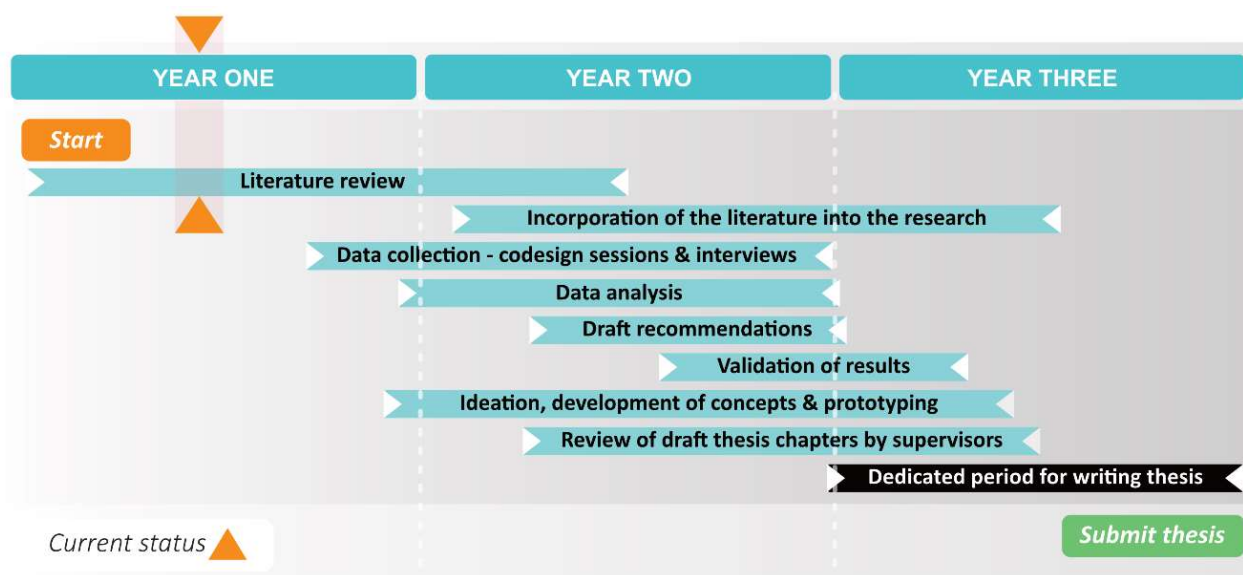 YEAR ONE YEAR TWO YEAR THREE
Start
Literature review
Incorporation of the literature into the research
Data collection - codesign sessions & interviews
Data analysis
Draft recommendations
Validation of results
Ideation, development of concepts & prototyping
Review of draft thesis chapters by supervisors
Dedicated period for writing thesis
Current status
Submit thesis